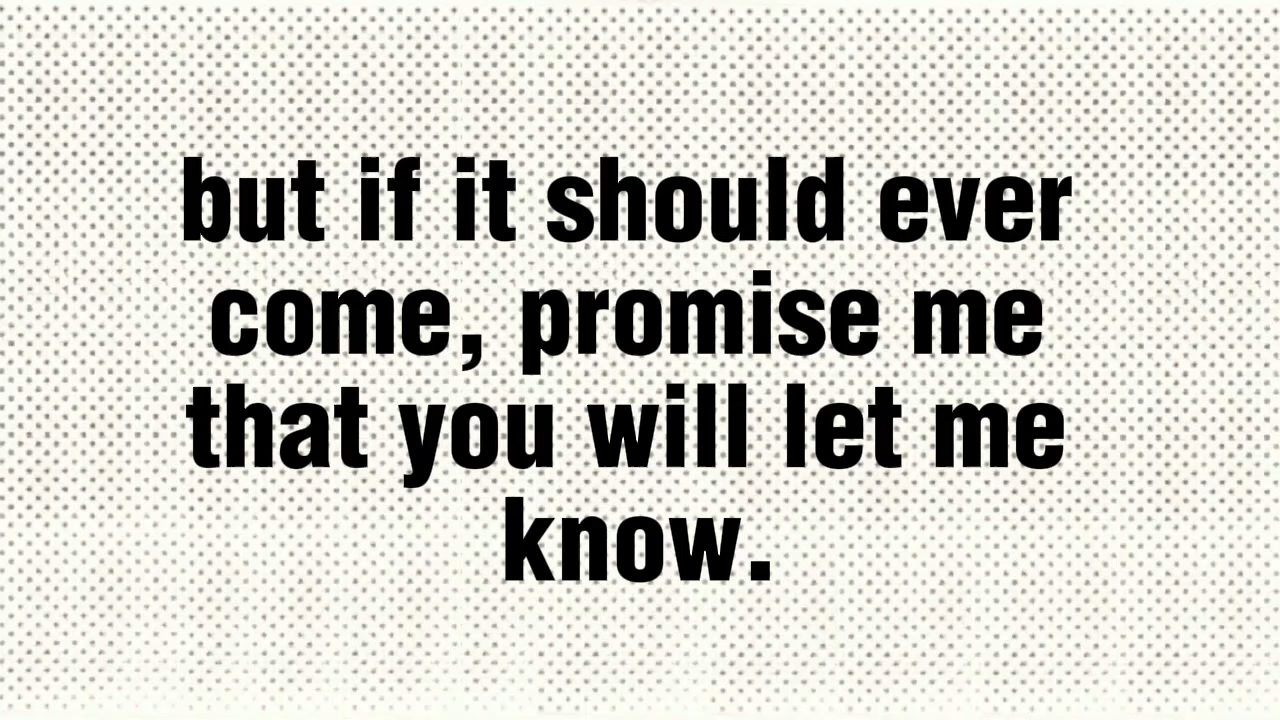 but if it should ever
come, promise me
that you will let me
know.